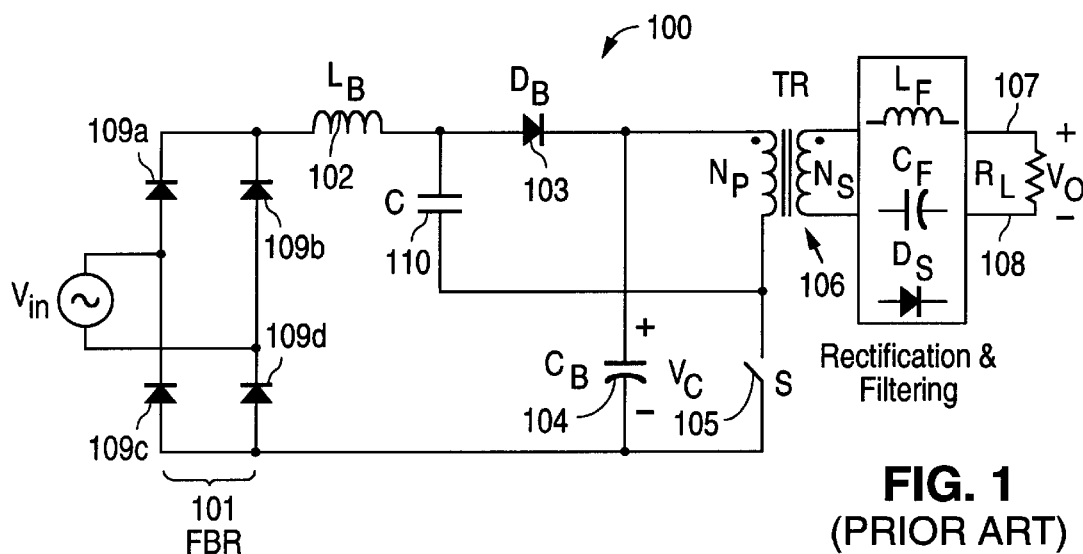 100
L_B
D_B
TR
L_F
107
109a
102
103
+
N_P
N_S
C_F
R_L
V_O
C
109b
110
106
D_S
108
−
V_in
109d
+
C_B
V_C
S
104
−
105
Rectification &
Filtering
109c
101
FBR
FIG. 1
(PRIOR ART)